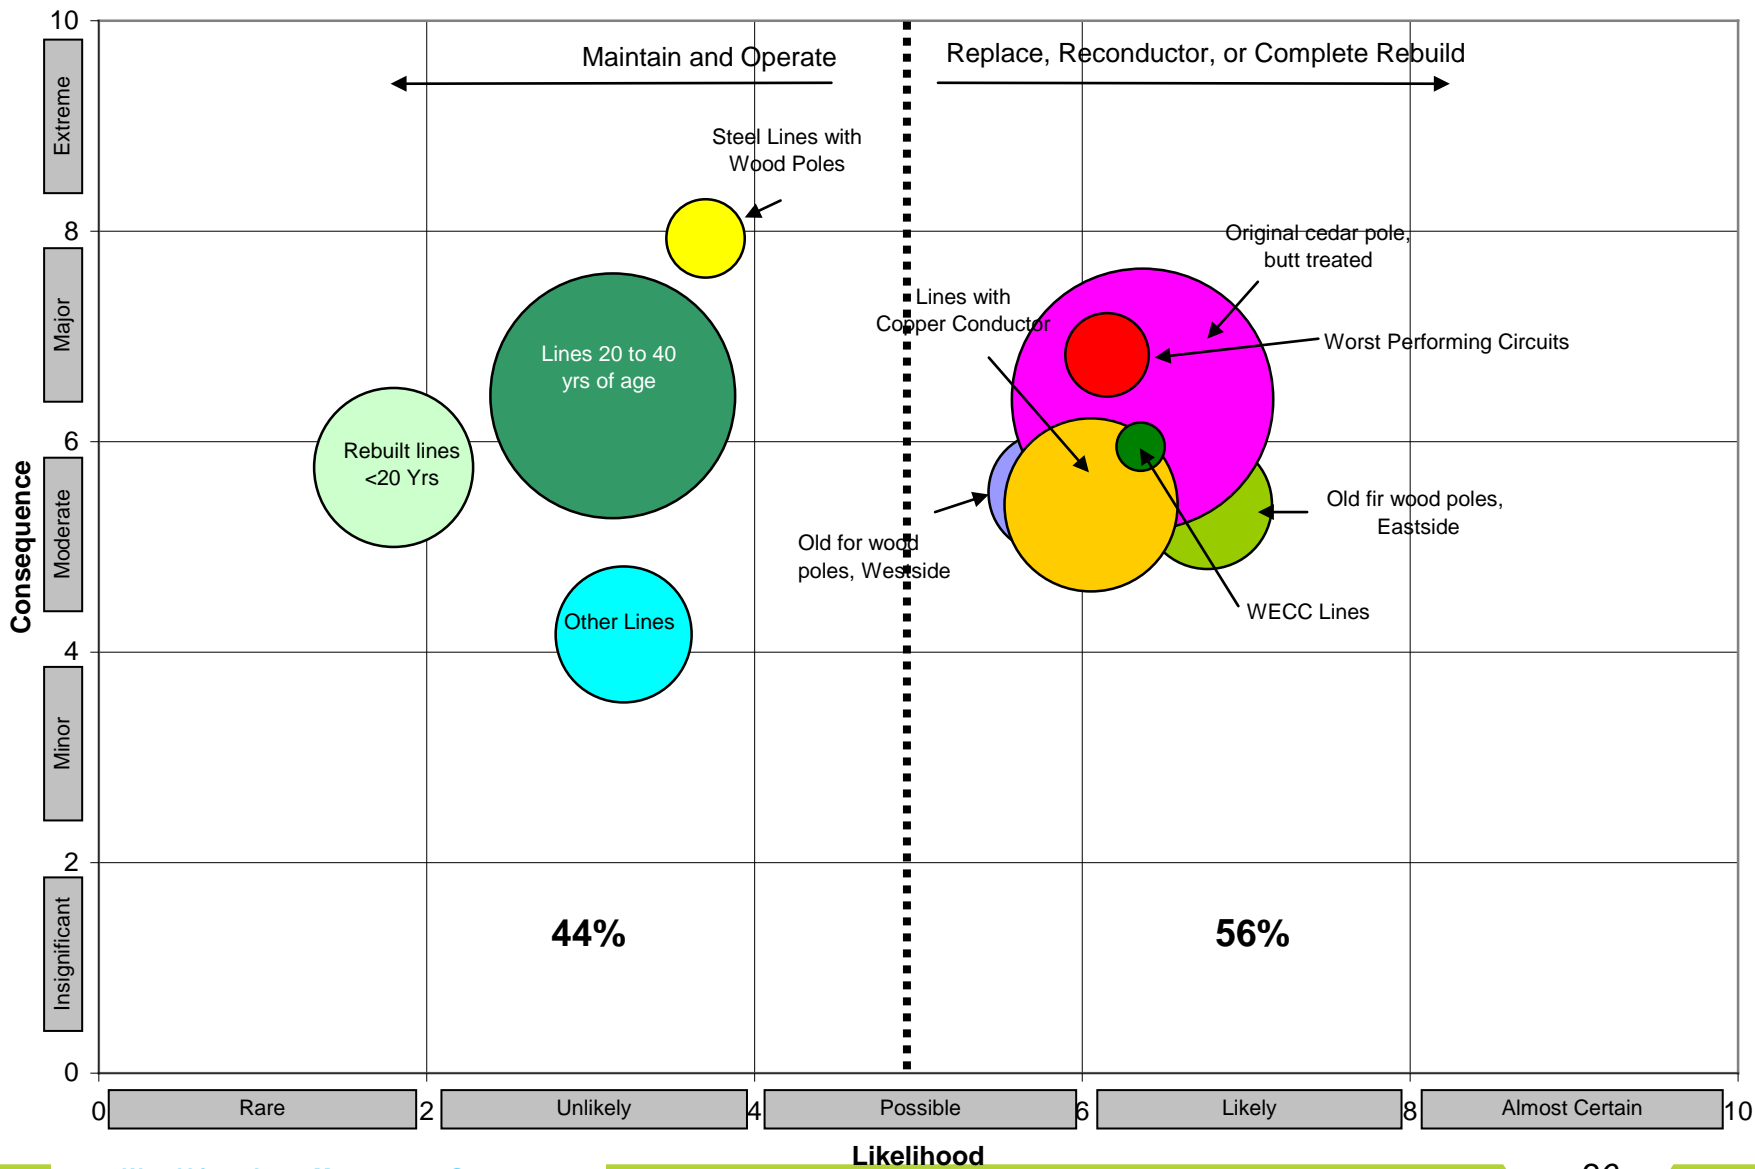 10
Maintain and Operate
Replace, Reconductor, or Complete Rebuild
Extreme
Steel Lines with
Wood Poles
8
Original cedar pole,
butt treated
Major
Lines with
Copper Conductor
Worst Performing Circuits
Lines 20 to 40
yrs of age
6
Rebuilt lines
<20 Yrs
Consequence
Moderate
Old fir wood poles,
Eastside
Old for wood
poles, Westside
WECC Lines
Other Lines
4
Minor
2
Insignificant
44%
56%
0
0
Rare
2
Unlikely
4
Possible
6
Likely
8
Almost Certain
10
Likelihood